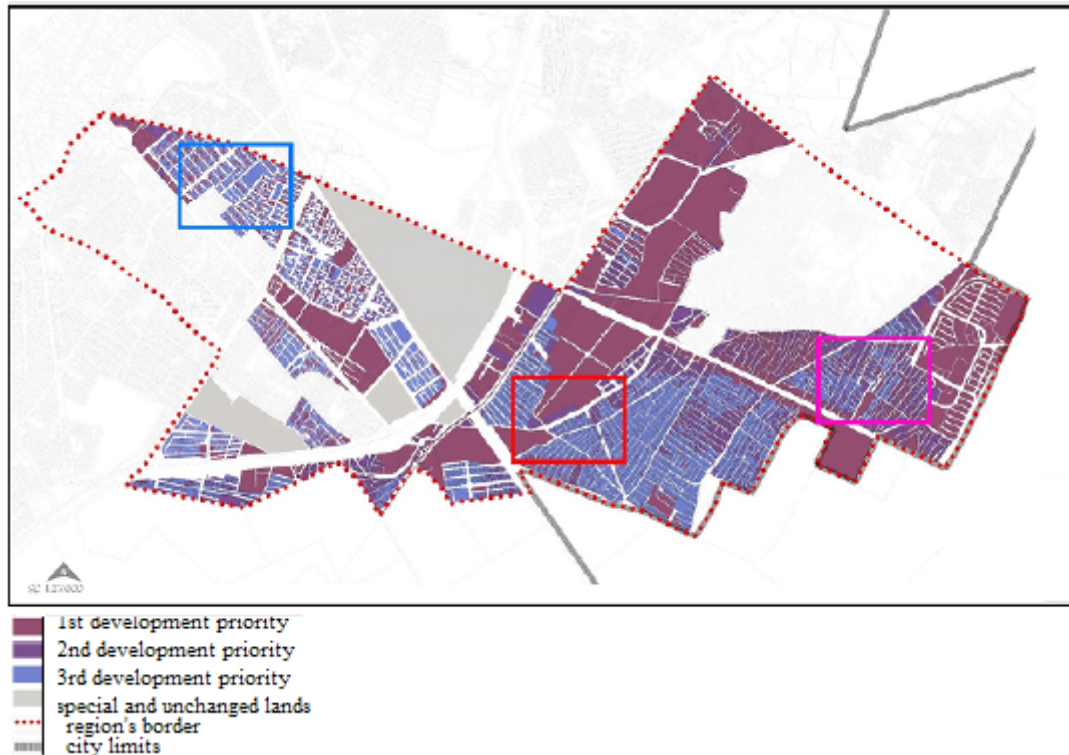 1st development priority
2nd development priority
3rd development priority
special and unchanged lands
region's border
city limits